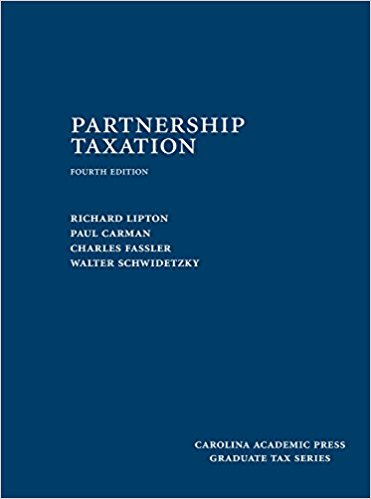 PARTNERSHIP
TAXATION
FOURTH EDITION
RICHARD LIPTON
PAUL CARMAN
CHARLES FASSLER
WALTER SCHWIDETZKY
CAROLINA ACADEMIC PRESS
GRADUATE TAX SERIES